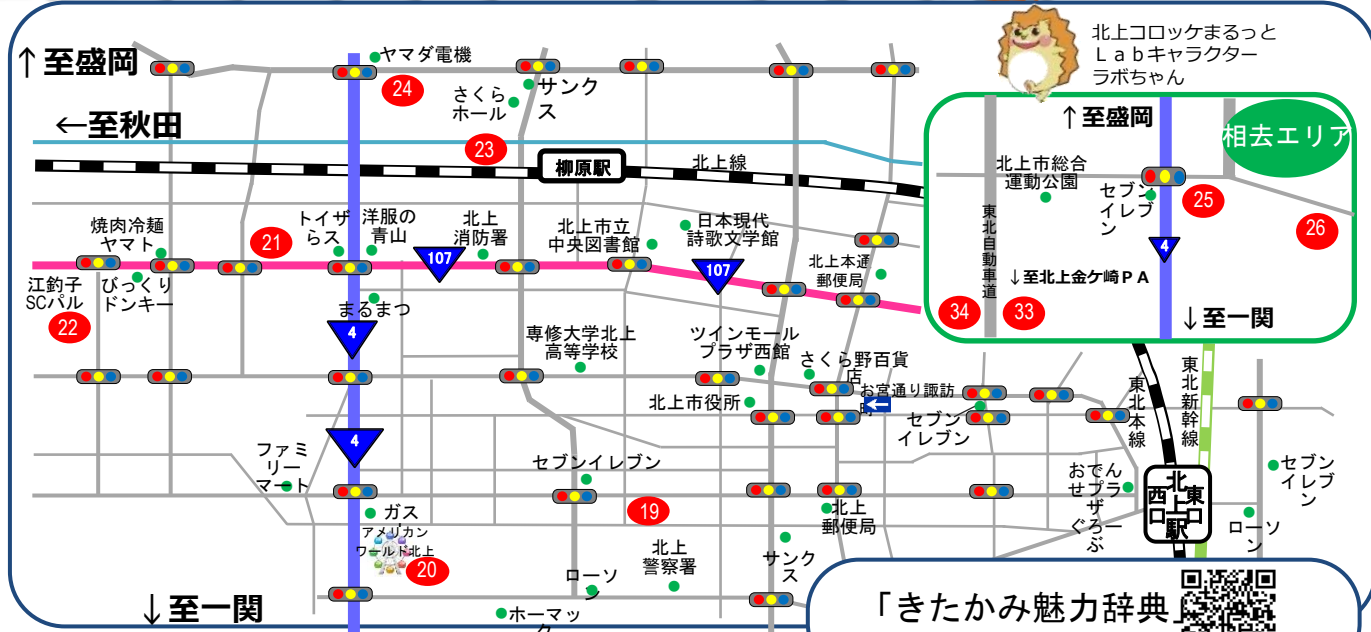 北上コロッケまるっと
Ｌａｂキャラクター
ラボちゃん
↑至盛岡
ヤマダ電機
24
さくら
ホール
サンク
ス
←至秋田
23
柳原駅
北上線
相去エリア
↑至盛岡
北上市総合
運動公園
セブン
イレブ
ン
25
26
東北自動車道
4
↓至北上金ケ崎ＰＡ
34
33
↓至一関
焼肉冷麺
ヤマト
21
トイザ
らス
洋服の
青山
北上
消防署
北上市立
中央図書館
日本現代
詩歌文学館
107
107
北上本通
郵便局
江釣子
SCパル
22
びっくり
ドンキー
まるまつ
4
専修大学北上
高等学校
ツインモール
プラザ西館
さくら野百貨
店
お宮通り諏訪
北上市役所
セブン
イレブン
東北本線
東北新幹線
4
ファミ
リー
マート
セブンイレブン
19
北上
郵便局
おでん
せプラ
ザ
ぐろー
ぶ
西口
北上駅
東口
セブン
イレブ
ン
ローソ
ン
ガス
アメリカン
ワールド北上
20
北上
警察署
サンク
ス
ローソ
ン
ホーマッ
ク
↓至一関
「きたかみ魅力辞典」